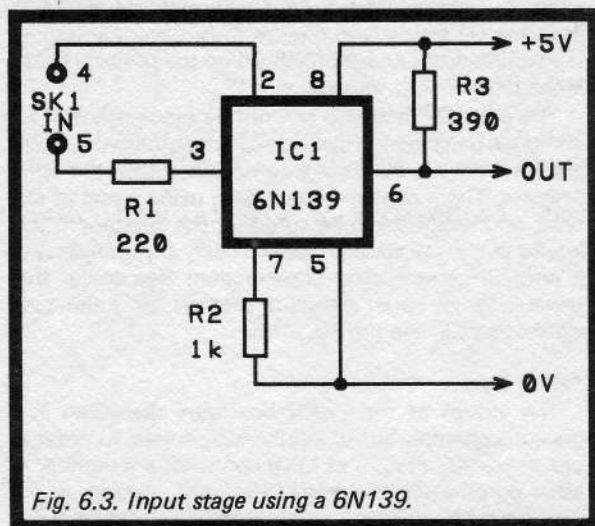 +5V
4
2
8
R3
390
SK1
IN
5
3
IC1
6N139
6
OUT
R1
220
7
5
R2
1k
0V
Fig. 6.3. Input stage using a 6N139.